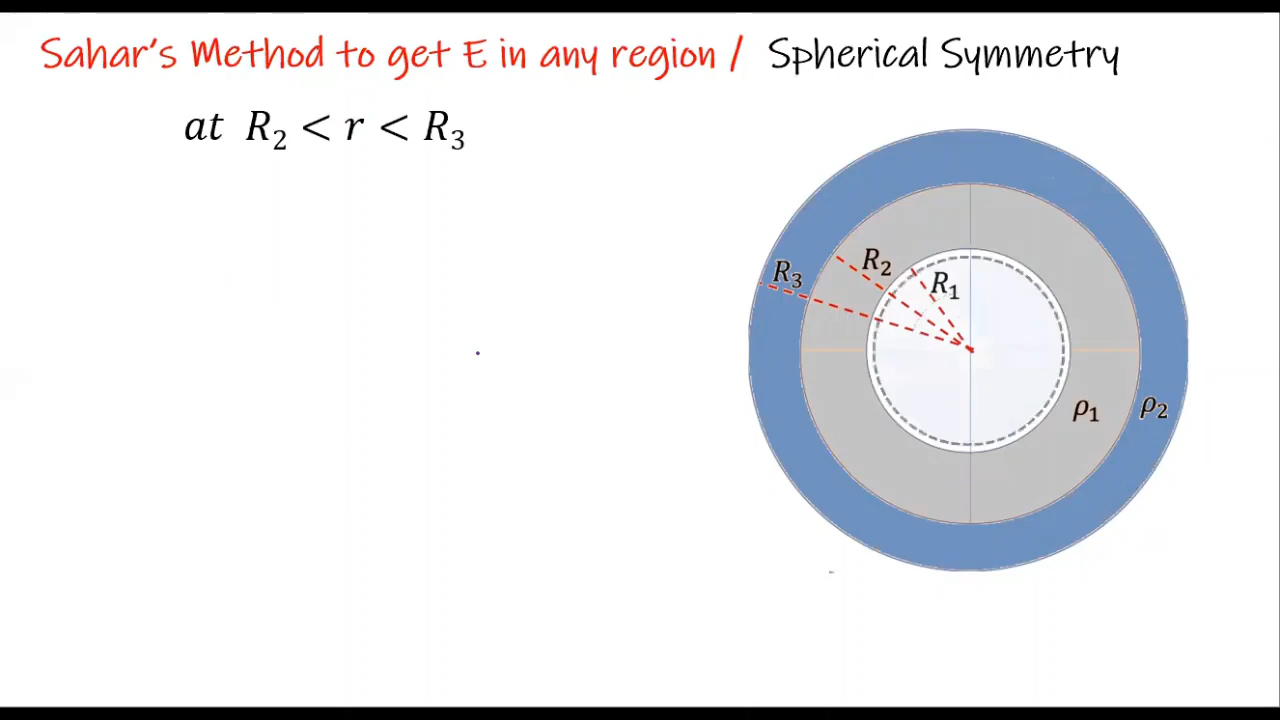 Sahar's Method to get E in any region / Spherical Symmetry
at R₂ < r < R₃
R₂
R₃
R₁
ρ₁
ρ₂